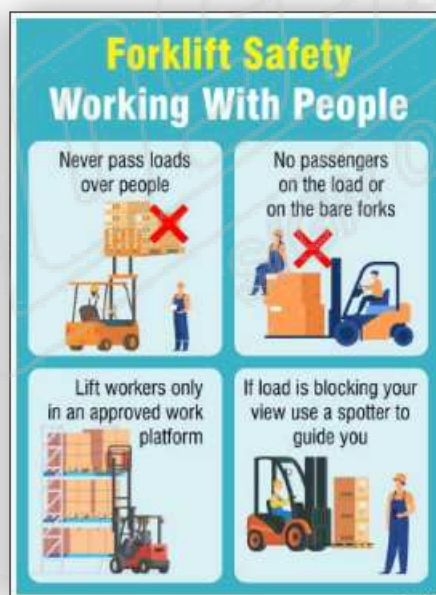 Forklift Safety
Working With People
Never pass loads
over people
No passengers
on the load or
on the bare forks
Lift workers only
in an approved work
platform
If load is blocking your
view use a spotter to
guide you